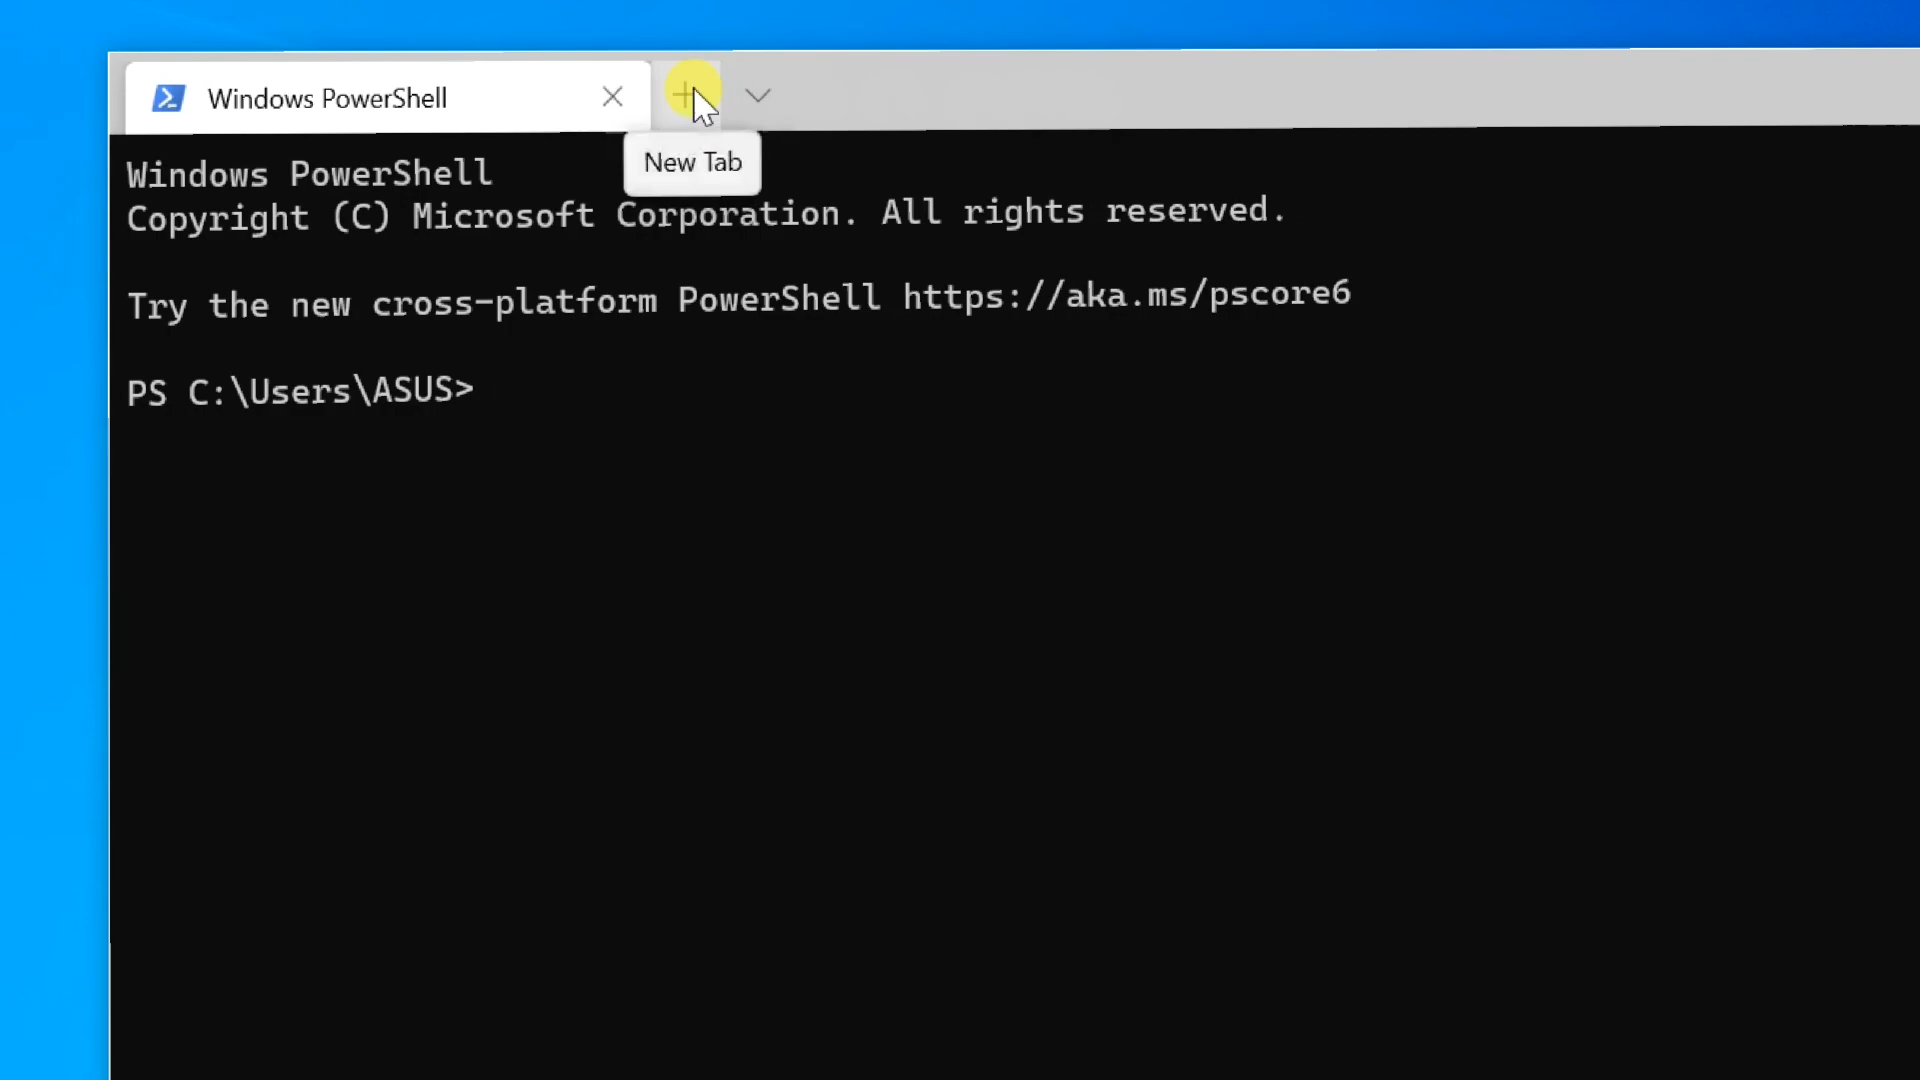 Windows PowerShell
New Tab
Windows PowerShell
Copyright (C) Microsoft Corporation. All rights reserved.
Try the new cross-platform PowerShell https://aka.ms/pscore6
PS C:\Users\ASUS>